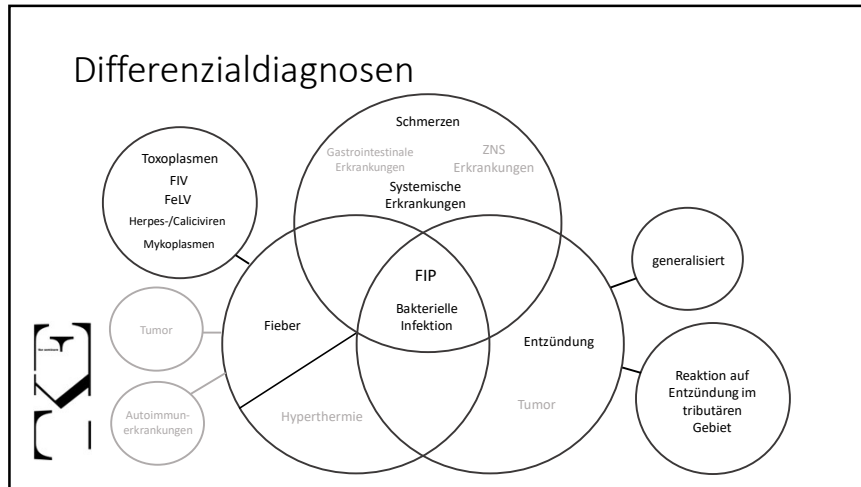 Differenzialdiagnosen
Schmerzen
Gastrointestinale
Erkrankungen
ZNS
Erkrankungen
Systemische
Erkrankungen
Toxoplasmen
FIV
FeLV
Herpes-/Caliciviren
Mykoplasmen
Tumor
Autoimmun-
erkrankungen
Fieber
Hyperthermie
FIP
Bakterielle
Infektion
Entzündung
Tumor
generalisiert
Reaktion auf
Entzündung im
tributären
Gebiet